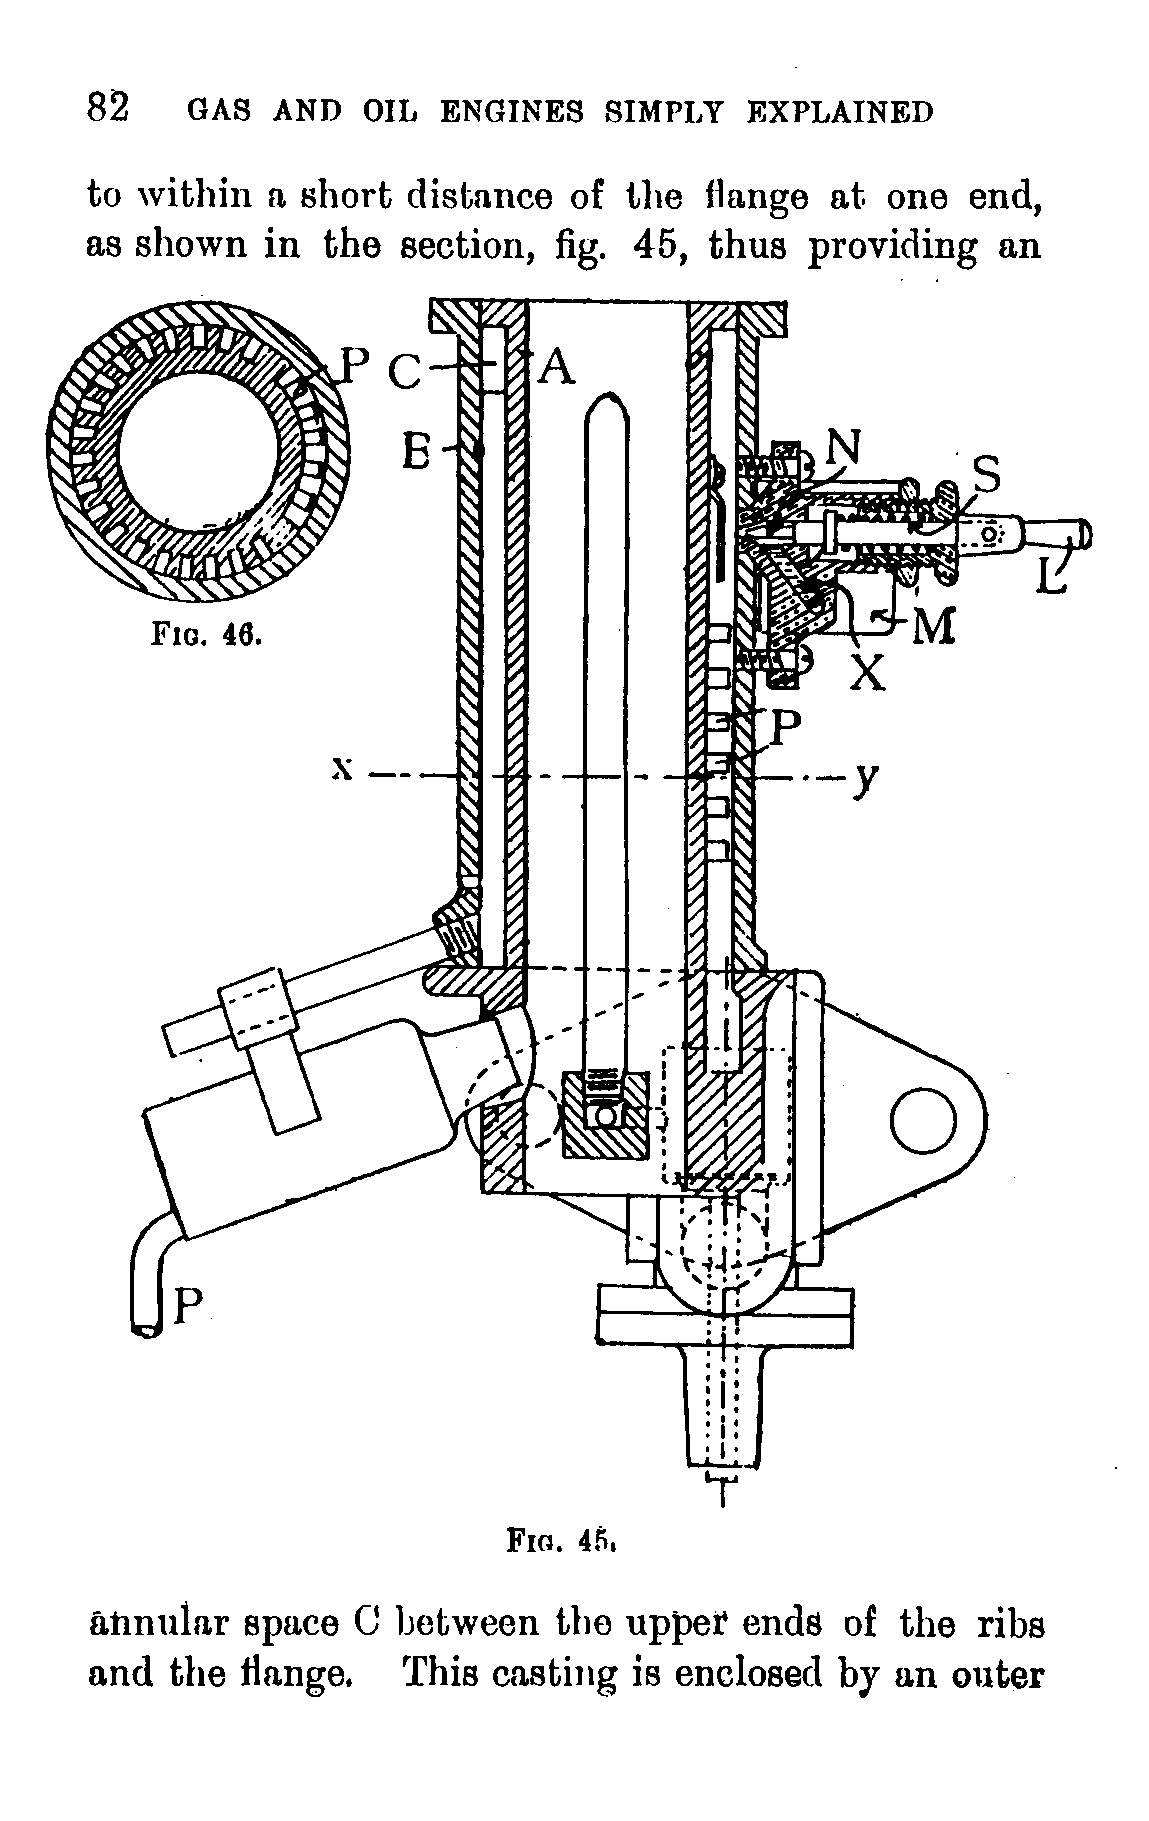 82 GAS AND OIL ENGINES SIMPLY EXPLAINED
to within a short distance of the flange at one end,
as shown in the section, fig. 45, thus providing an
P
C
A
B
N
S
L
M
X
P
x
y
FIG. 46.
P
T
FIG. 45.
annular space C between the upper ends of the ribs
and the flange. This casting is enclosed by an outer